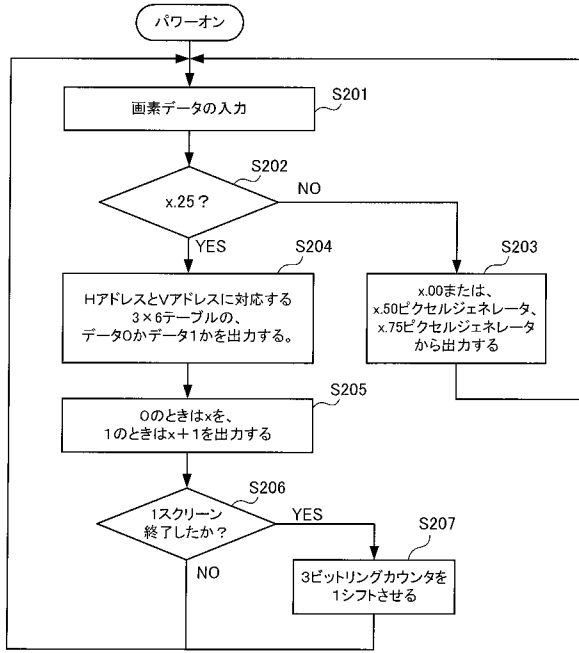 パワーオン
S201
画素データの入力
S202
x.25？
NO
YES
S204
S203
HアドレスとVアドレスに対応する
3×6テーブルの、
データ0かデータ1かを出力する。
x.00または、
x.50ピクセルジェネレータ、
x.75ピクセルジェネレータ
から出力する
S205
0のときはxを、
1のときはx＋1を出力する
S206
1スクリーン
終了したか？
YES
NO
S207
3ビットリングカウンタを
1シフトさせる